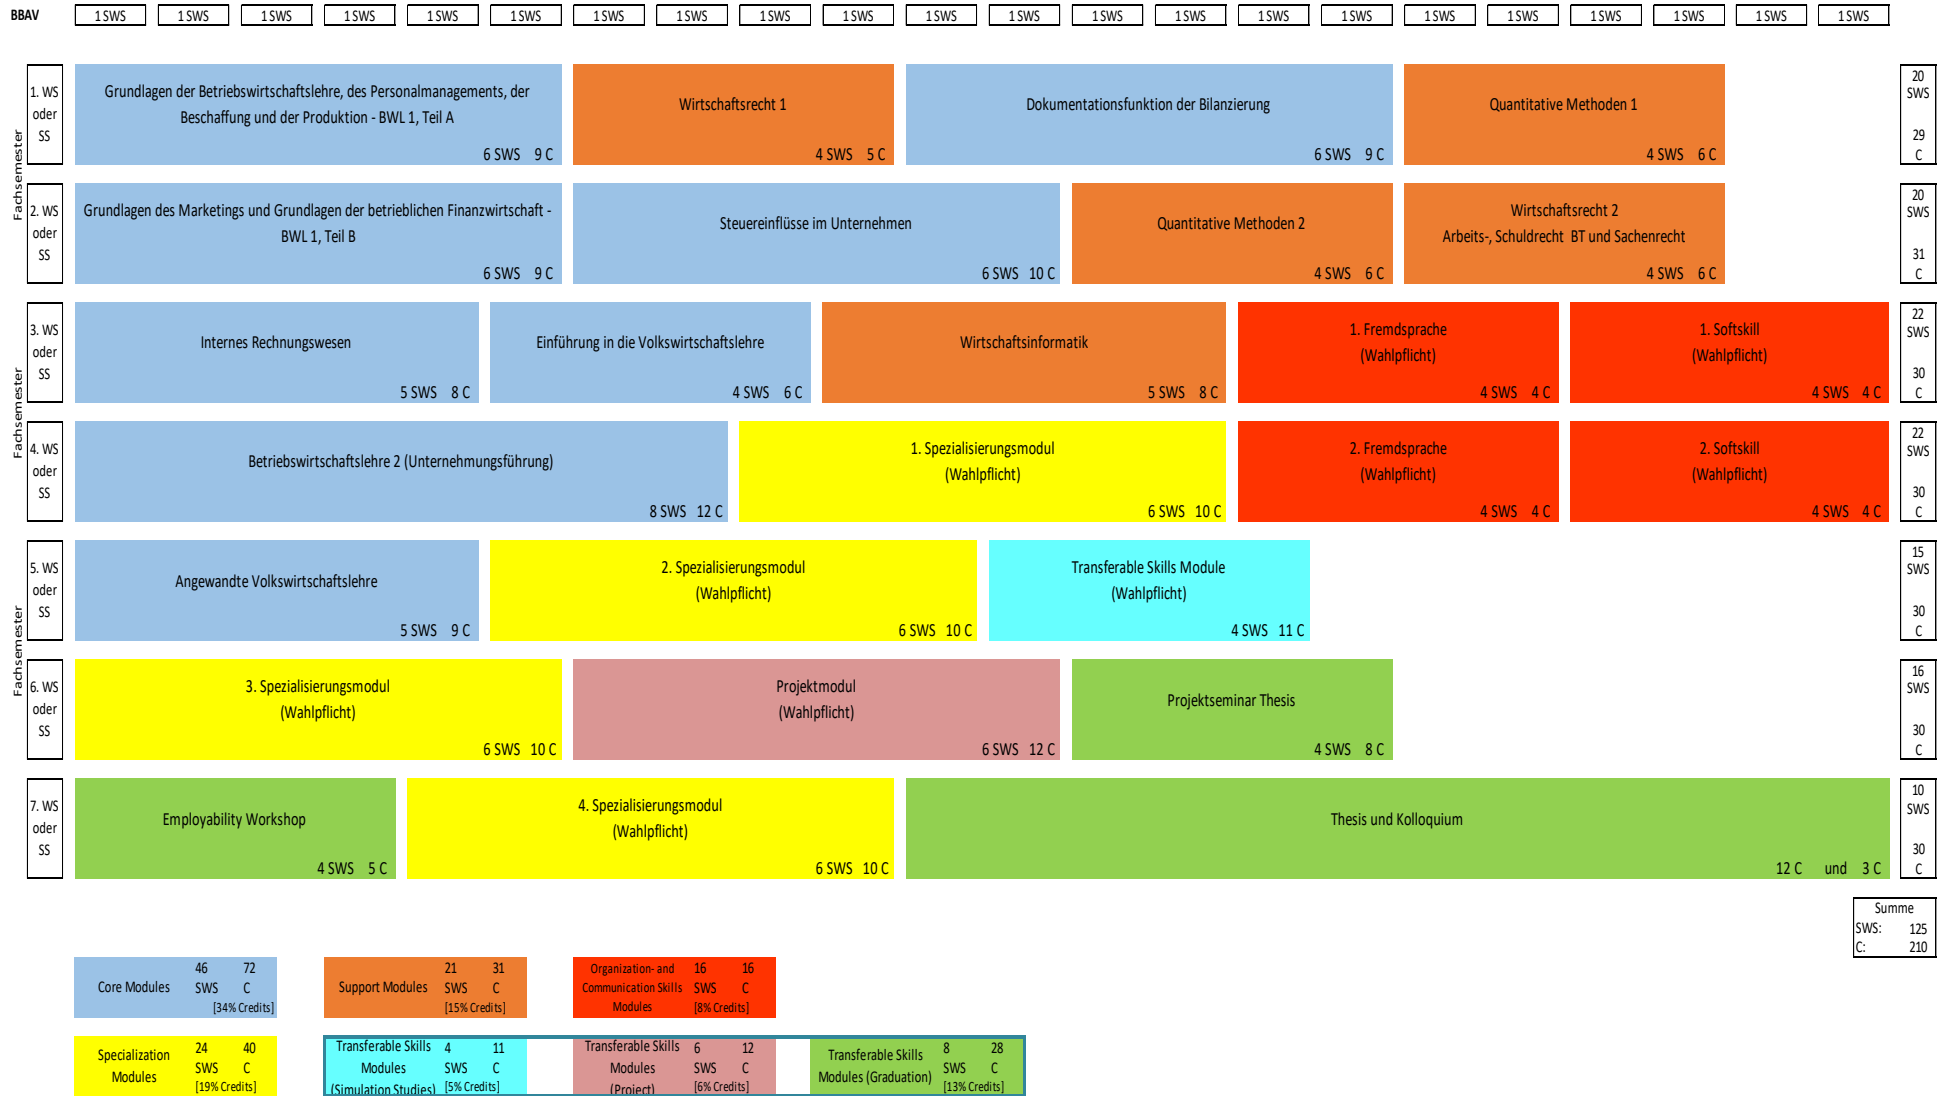 BBAV 1 SWS 1 SWS 1 SWS 1 SWS 1 SWS 1 SWS 1 SWS 1 SWS 1 SWS 1 SWS 1 SWS 1 SWS 1 SWS 1 SWS 1 SWS 1 SWS 1 SWS 1 SWS 1 SWS 1 SWS 1 SWS 1 SWS
Fachsemester
1. WS
oder
SS
Grundlagen der Betriebswirtschaftslehre, des Personalmanagements, der
Beschaffung und der Produktion - BWL 1, Teil A
6 SWS 9 C
Wirtschaftsrecht 1
4 SWS 5 C
Dokumentationsfunktion der Bilanzierung
6 SWS 9 C
Quantitative Methoden 1
4 SWS 6 C
20
SWS
29
C
2. WS
oder
SS
Grundlagen des Marketings und Grundlagen der betrieblichen Finanzwirtschaft -
BWL 1, Teil B
6 SWS 9 C
Steuereinflüsse im Unternehmen
6 SWS 10 C
Quantitative Methoden 2
4 SWS 6 C
Wirtschaftsrecht 2
Arbeits-, Schuldrecht BT und Sachenrecht
4 SWS 6 C
20
SWS
31
C
Fachsemester
3. WS
oder
SS
Internes Rechnungswesen
5 SWS 8 C
Einführung in die Volkswirtschaftslehre
4 SWS 6 C
Wirtschaftsinformatik
5 SWS 8 C
1. Fremdsprache
(Wahlpflicht)
4 SWS 4 C
1. Softskill
(Wahlpflicht)
4 SWS 4 C
22
SWS
30
C
4. WS
oder
SS
Betriebswirtschaftslehre 2 (Unternehmungsführung)
8 SWS 12 C
1. Spezialisierungsmodul
(Wahlpflicht)
6 SWS 10 C
2. Fremdsprache
(Wahlpflicht)
4 SWS 4 C
2. Softskill
(Wahlpflicht)
4 SWS 4 C
22
SWS
30
C
Fachsemester
5. WS
oder
SS
Angewandte Volkswirtschaftslehre
5 SWS 9 C
2. Spezialisierungsmodul
(Wahlpflicht)
6 SWS 10 C
Transferable Skills Module
(Wahlpflicht)
4 SWS 11 C
15
SWS
30
C
6. WS
oder
SS
3. Spezialisierungsmodul
(Wahlpflicht)
6 SWS 10 C
Projektmodul
(Wahlpflicht)
6 SWS 12 C
Projektseminar Thesis
4 SWS 8 C
16
SWS
30
C
7. WS
oder
SS
Employability Workshop
4 SWS 5 C
4. Spezialisierungsmodul
(Wahlpflicht)
6 SWS 10 C
Thesis und Kolloquium
12 C und 3 C
10
SWS
30
C
Summe
SWS: 125
C: 210
Core Modules
46 72
SWS C
[34% Credits]
Support Modules
21 31
SWS C
[15% Credits]
Organization- and
Communication Skills
Modules
16 16
SWS C
[8% Credits]
Specialization
Modules
24 40
SWS C
[19% Credits]
Transferable Skills
Modules
(Simulation Studies)
4 11
SWS C
[5% Credits]
Transferable Skills
Modules
(Project)
6 12
SWS C
[6% Credits]
Transferable Skills
Modules (Graduation)
8 28
SWS C
[13% Credits]